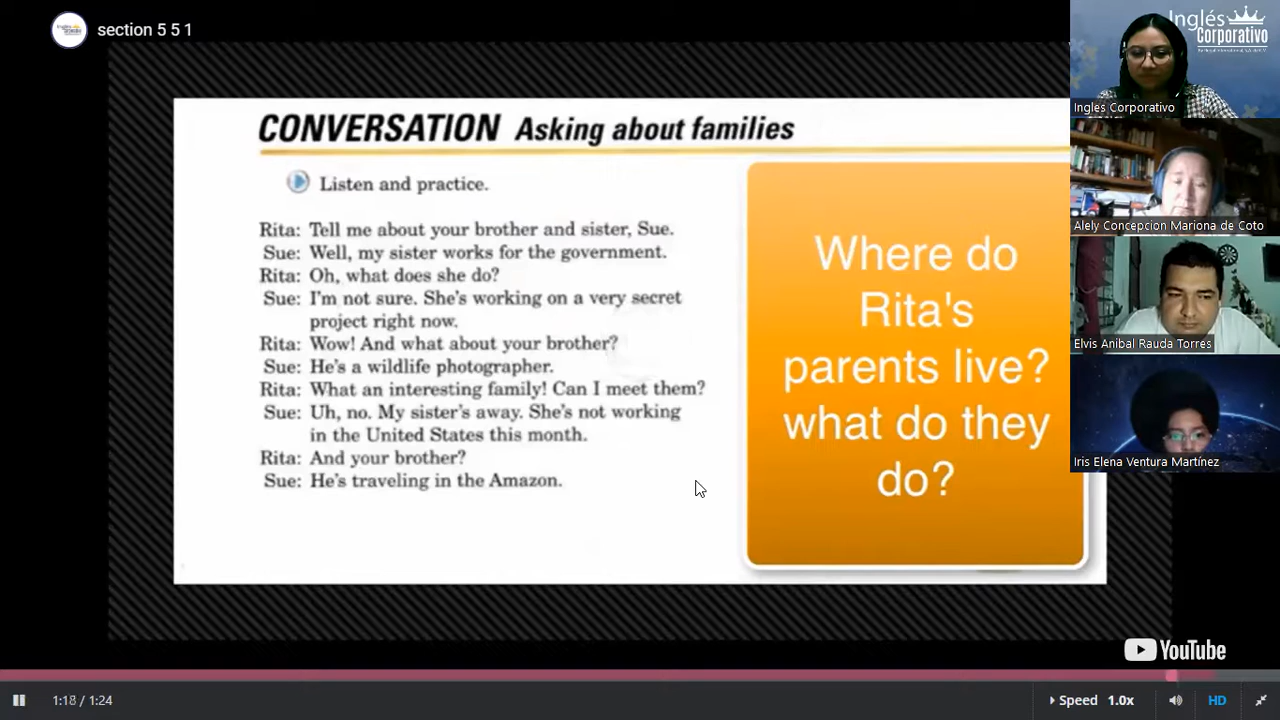 section 5 5 1
Inglés
Corporativo
Ingles Corporativo
CONVERSATION Asking about families
Listen and practice.
Rita: Tell me about your brother and sister, Sue.
Sue: Well, my sister works for the government.
Rita: Oh, what does she do?
Sue: I'm not sure. She's working on a very secret
project right now.
Rita: Wow! And what about your brother?
Sue: He's a wildlife photographer.
Rita: What an interesting family! Can I meet them?
Sue: Uh, no. My sister's away. She's not working
in the United States this month.
Rita: And your brother?
Sue: He's traveling in the Amazon.
Where do
Rita's
parents live?
what do they
do?
Alely Concepcion Mariona de Coto
Elvis Anibal Rauda Torres
Iris Elena Ventura Martínez
YouTube
1:18 / 1:24
Speed 1.0x
HD